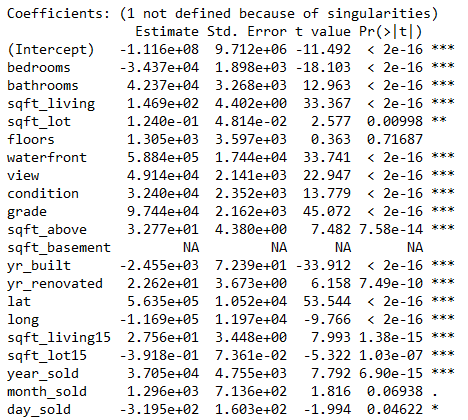 Coefficients: (1 not defined because of singularities)
Estimate Std. Error t value Pr(>|t|)
(Intercept) -1.116e+08 9.712e+06 -11.492 < 2e-16 ***
bedrooms -3.437e+04 1.898e+03 -18.103 < 2e-16 ***
bathrooms 4.237e+04 3.268e+03 12.963 < 2e-16 ***
sqft_living 1.469e+02 4.402e+00 33.367 < 2e-16 ***
sqft_lot 1.240e-01 4.814e-02 2.577 0.00998 **
floors 1.305e+03 3.597e+03 0.363 0.71687
waterfront 5.884e+05 1.744e+04 33.741 < 2e-16 ***
view 4.914e+04 2.141e+03 22.947 < 2e-16 ***
condition 3.240e+04 2.352e+03 13.779 < 2e-16 ***
grade 9.744e+04 2.162e+03 45.072 < 2e-16 ***
sqft_above 3.277e+01 4.380e+00 7.482 7.58e-14 ***
sqft_basement NA NA NA NA
yr_built -2.455e+03 7.239e+01 -33.912 < 2e-16 ***
yr_renovated 2.262e+01 3.673e+00 6.158 7.49e-10 ***
lat 5.635e+05 1.052e+04 53.544 < 2e-16 ***
long -1.169e+05 1.197e+04 -9.766 < 2e-16 ***
sqft_living15 2.756e+01 3.448e+00 7.993 1.38e-15 ***
sqft_lot15 -3.918e-01 7.361e-02 -5.322 1.03e-07 ***
year_sold 3.705e+04 4.755e+03 7.792 6.90e-15 ***
month_sold 1.296e+03 7.136e+02 1.816 0.06938 .
day_sold -3.195e+02 1.603e+02 -1.994 0.04622 *